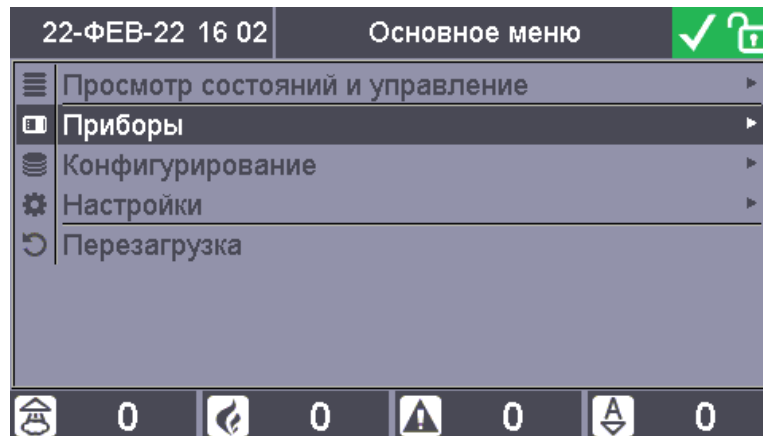 22-ФЕВ-22 16 02 Основное меню
Просмотр состояний и управление
Приборы
Конфигурирование
Настройки
Перезагрузка
0 0 0 A 0